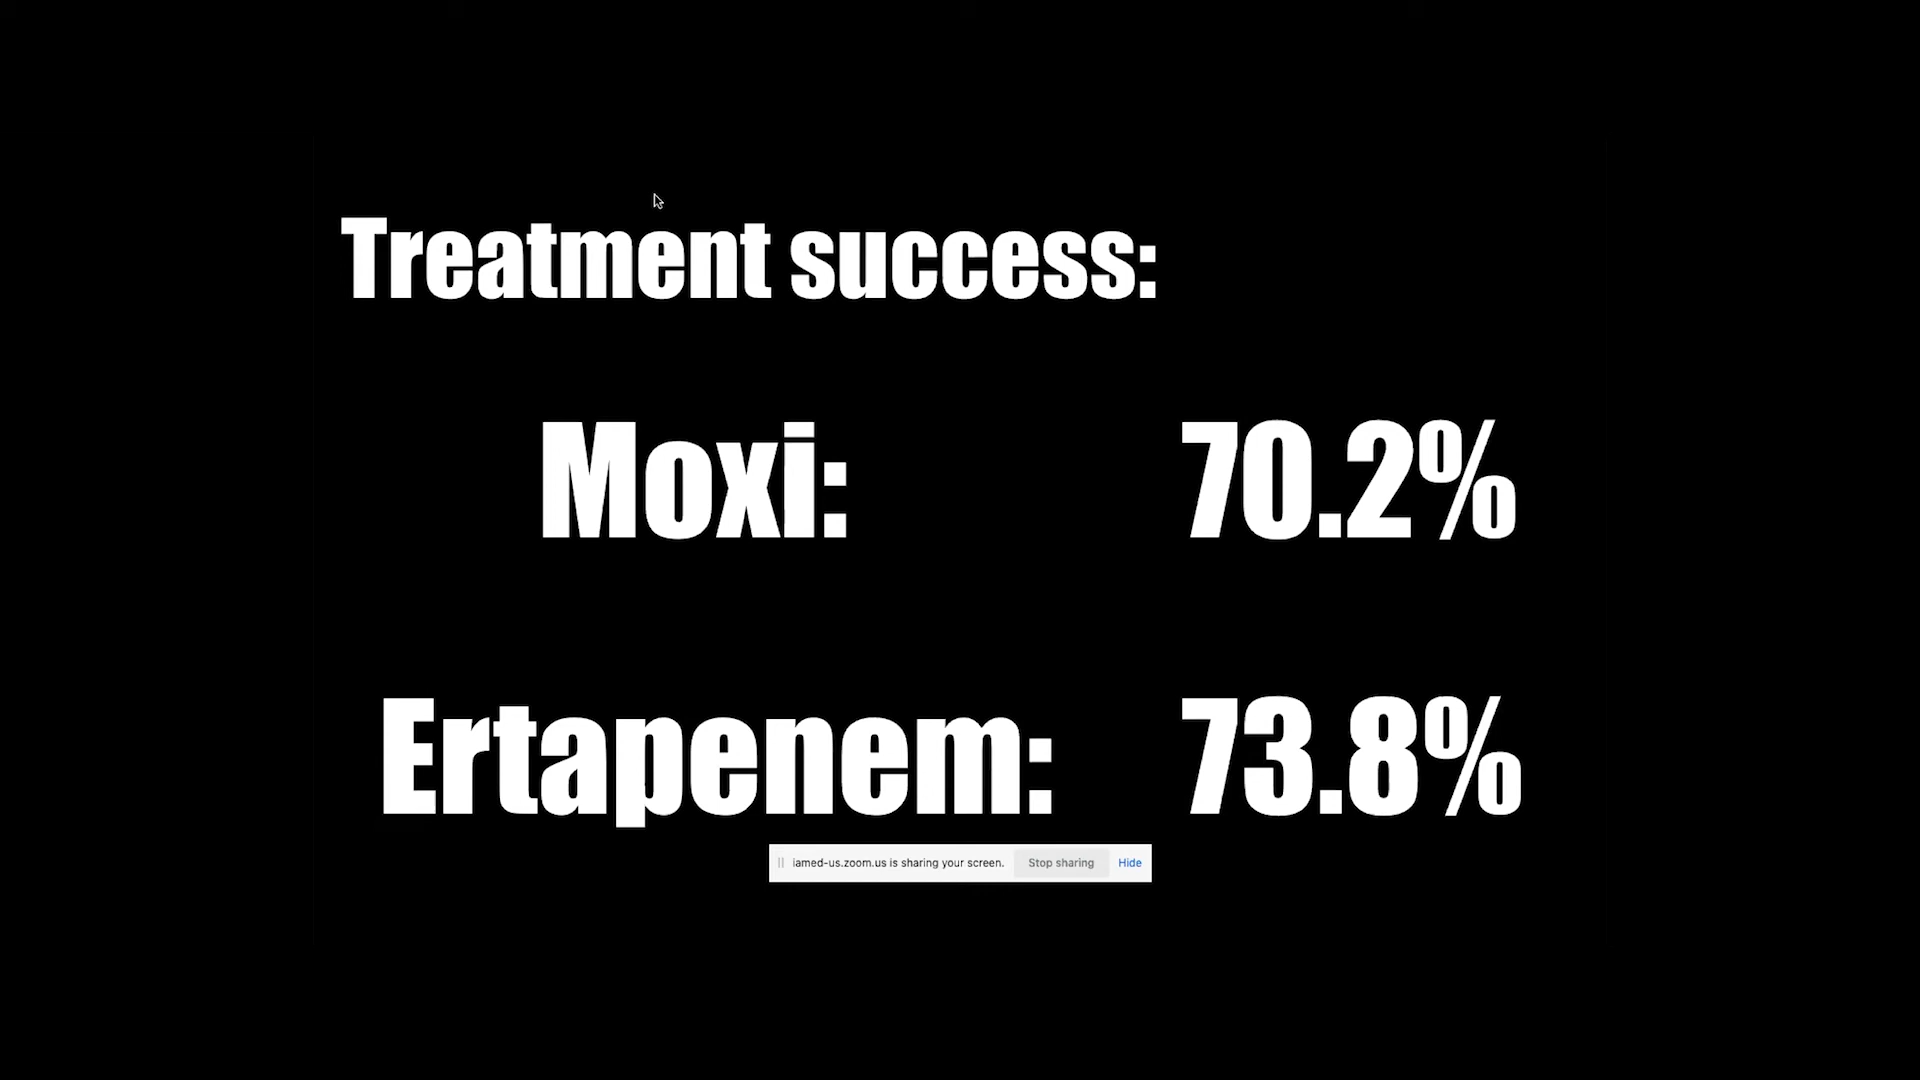 Treatment success:
Moxi: 70.2%
Ertapenem: 73.8%
iamed-us.zoom.us is sharing your screen. Stop sharing Hide